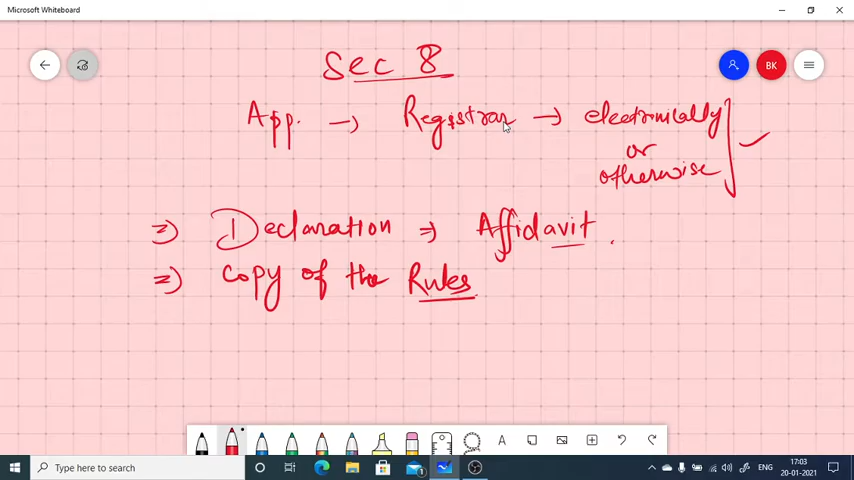 Microsoft Whiteboard
Sec 8
BK
App. → Registrar → electronically
or
otherwise
⇒ Declaration ⇒ Affidavit.
⇒ Copy of the Rules.
A
Type here to search
1
ENG
17:03
20-01-2021